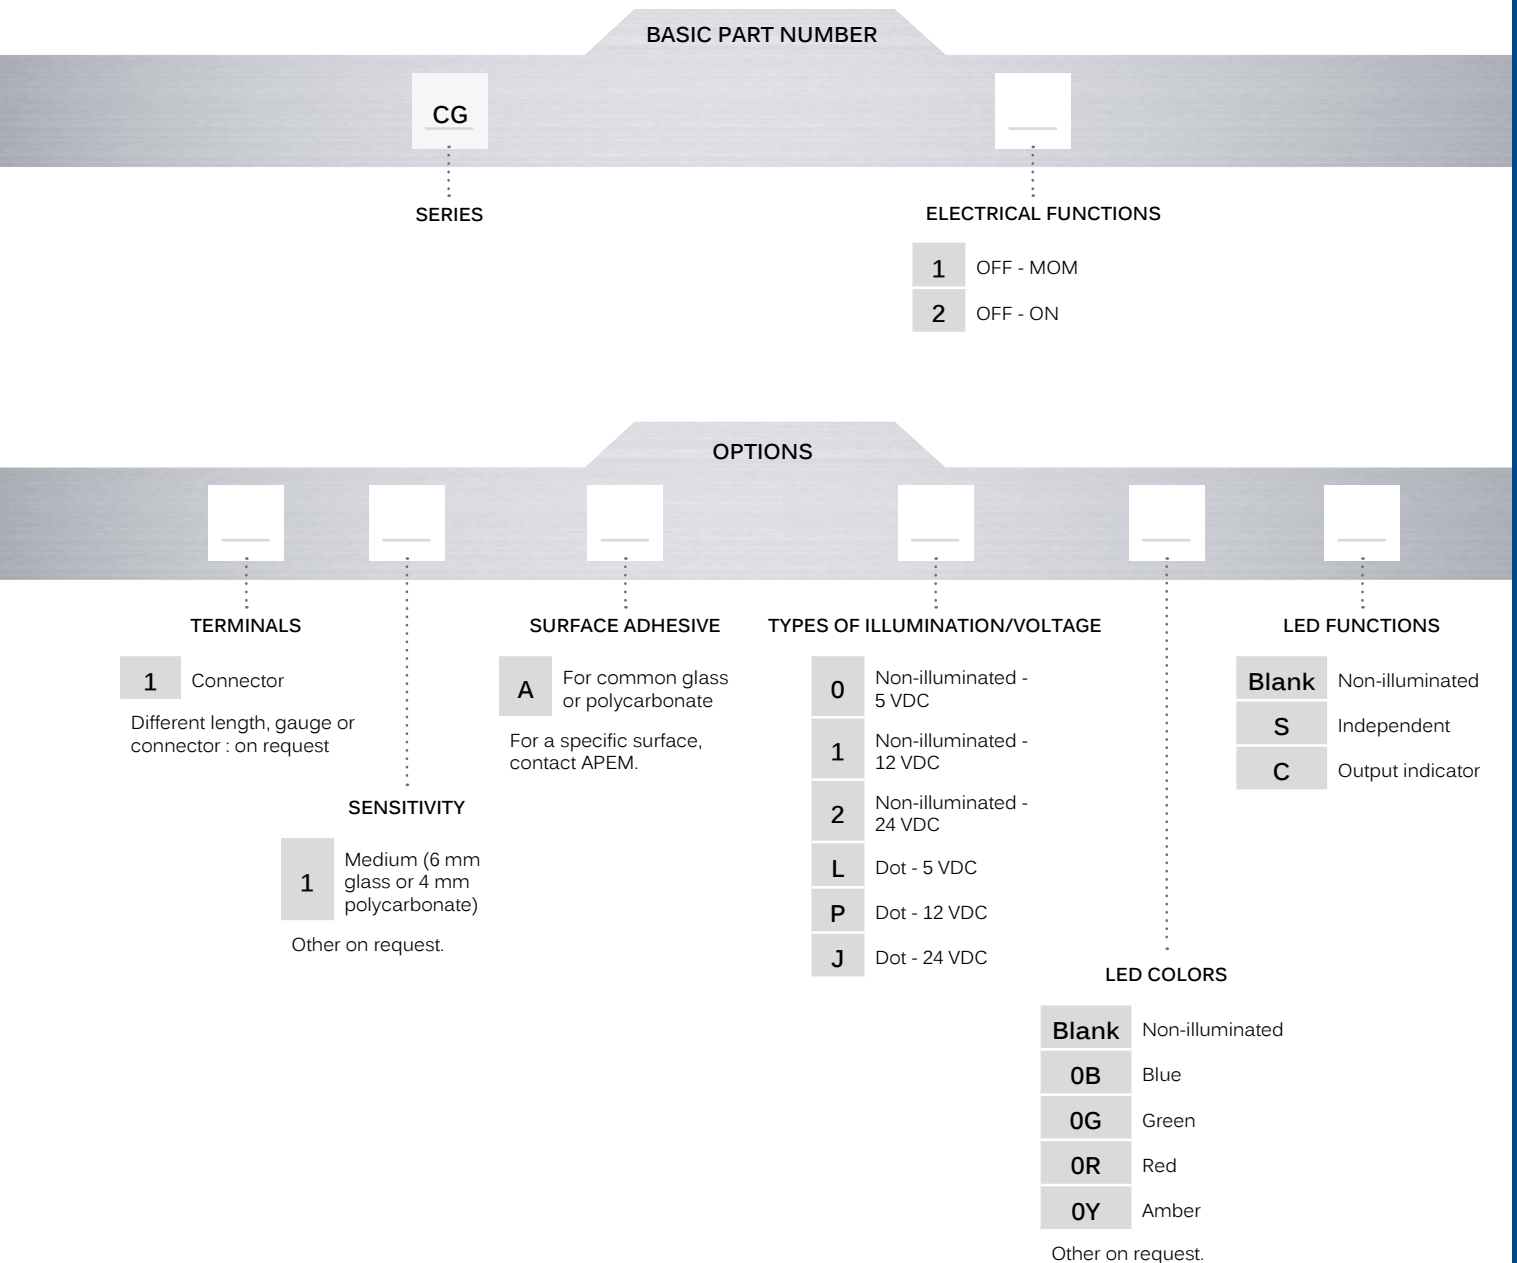 BASIC PART NUMBER
CG
SERIES
ELECTRICAL FUNCTIONS
1 OFF - MOM
2 OFF - ON
OPTIONS
TERMINALS
1 Connector
Different length, gauge or
connector : on request
SENSITIVITY
1 Medium (6 mm
glass or 4 mm
polycarbonate)
Other on request.
SURFACE ADHESIVE
A For common glass
or polycarbonate
For a specific surface,
contact APEM.
TYPES OF ILLUMINATION/VOLTAGE
0 Non-illuminated -
5 VDC
1 Non-illuminated -
12 VDC
2 Non-illuminated -
24 VDC
L Dot - 5 VDC
P Dot - 12 VDC
J Dot - 24 VDC
LED COLORS
Blank Non-illuminated
0B Blue
0G Green
0R Red
0Y Amber
Other on request.
LED FUNCTIONS
Blank Non-illuminated
S Independent
C Output indicator